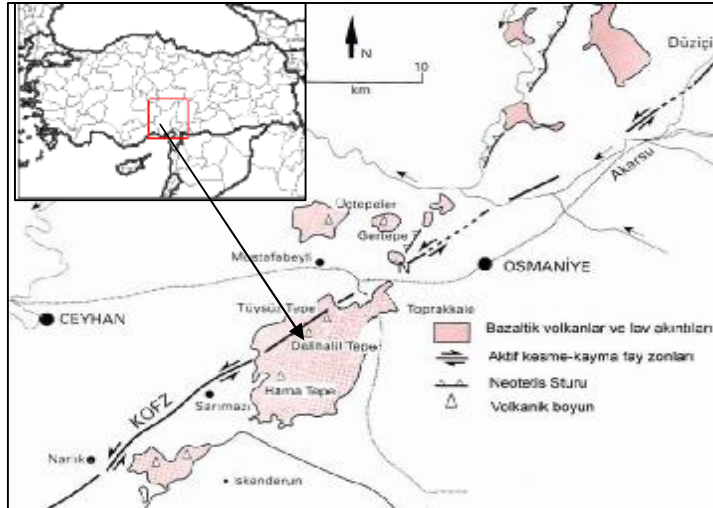 N
10
km
Düziçi
Akarsu
Üçtepeler
Gertepe
Mustafabeyli
N
OSMANİYE
CEYHAN
Tüysüz Tepe
Toprakkale
Delihalil Tepe
Hama Tepe
KOFZ
Sarımazı
Narlık
İskenderun
Bazaltik volkanlar ve lav akıntıları
Aktif kesme-kayma fay zonları
Neotetis Sturu
Volkanik boyun